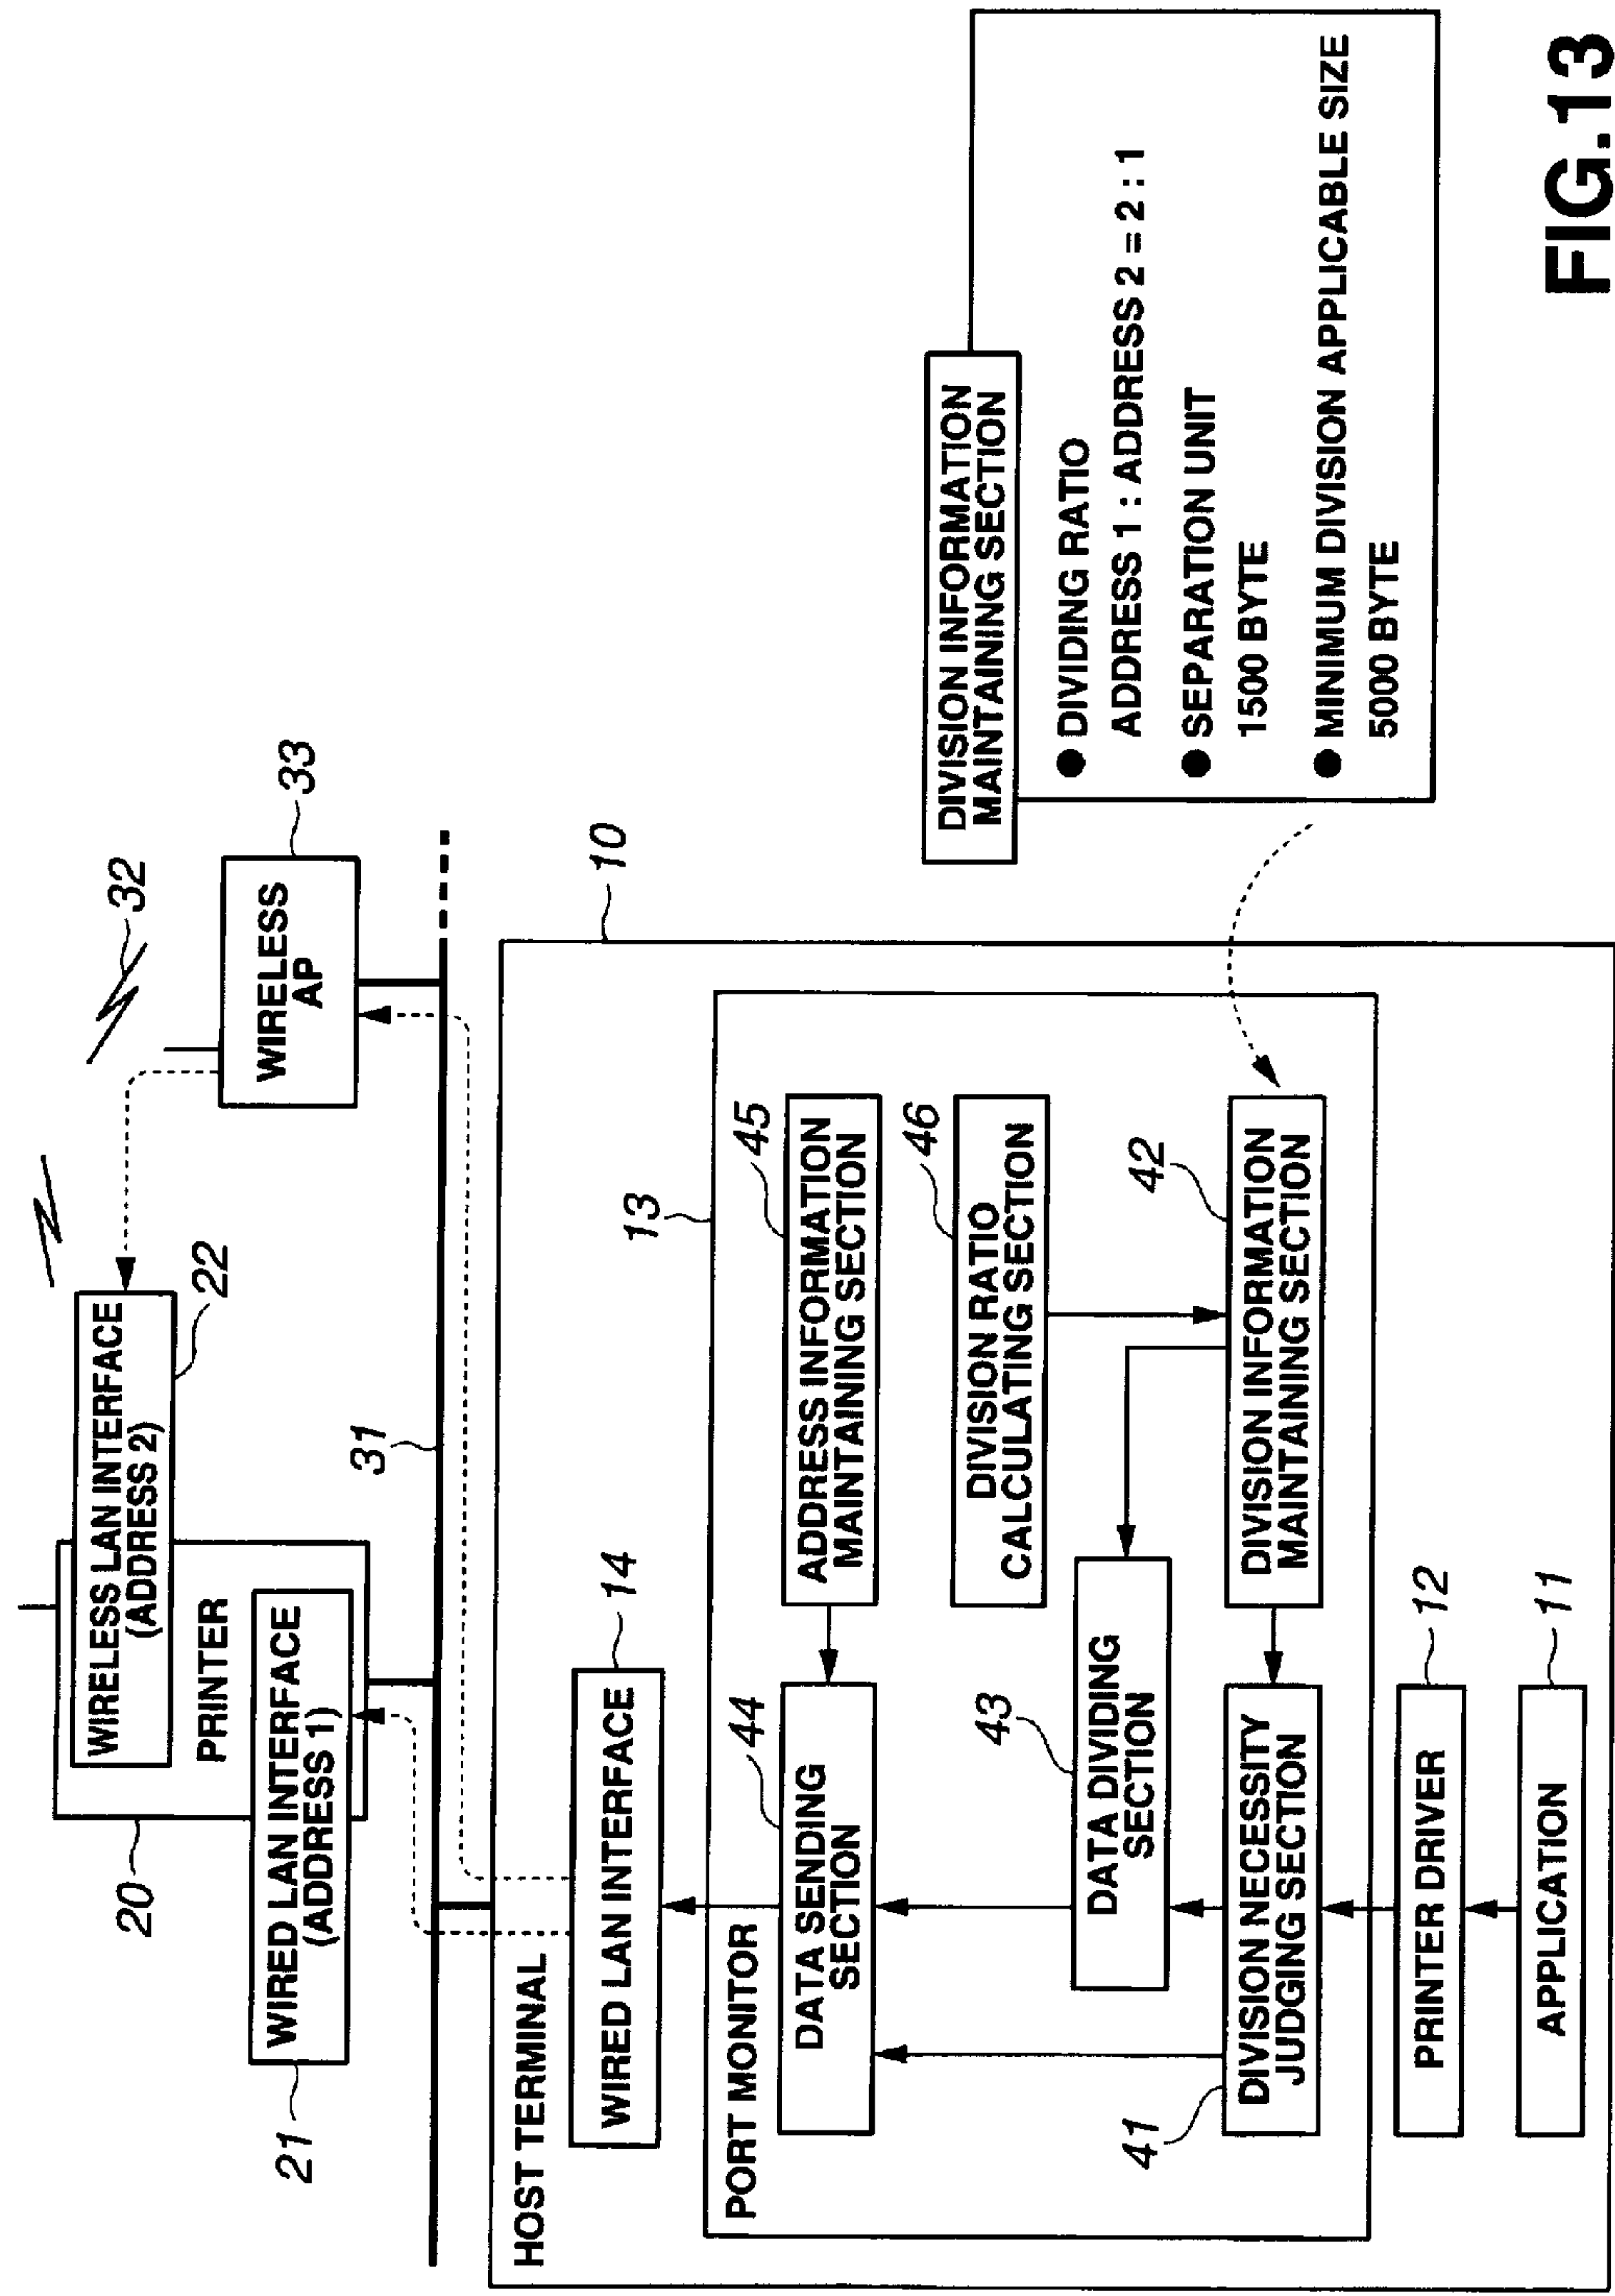 20
WIRELESS LAN INTERFACE
(ADDRESS 2)
22
32
PRINTER
21
WIRED LAN INTERFACE
(ADDRESS 1)
WIRELESS
AP
33
31
HOST TERMINAL
10
WIRED LAN INTERFACE
14
PORT MONITOR
13
DATA SENDING
SECTION
44
ADDRESS INFORMATION
MAINTAINING SECTION
45
DIVISION RATIO
CALCULATING SECTION
46
DATA DIVIDING
SECTION
43
41
DIVISION NECESSITY
JUDGING SECTION
DIVISION INFORMATION
MAINTAINING SECTION
42
PRINTER DRIVER
12
APPLICATION
11
DIVISION INFORMATION
MAINTAINING SECTION
● DIVIDING RATIO
ADDRESS 1 : ADDRESS 2 = 2 : 1
● SEPARATION UNIT
1500 BYTE
● MINIMUM DIVISION APPLICABLE SIZE
5000 BYTE
FIG.13